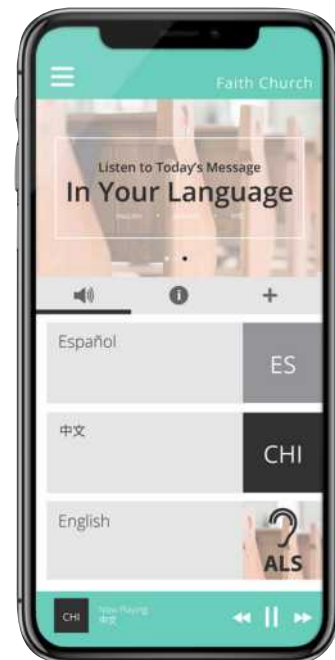 Faith Church
Listen to Today's Message
In Your Language
Español
ES
中文
CHI
English
ALS
CHI
Now Playing
中文